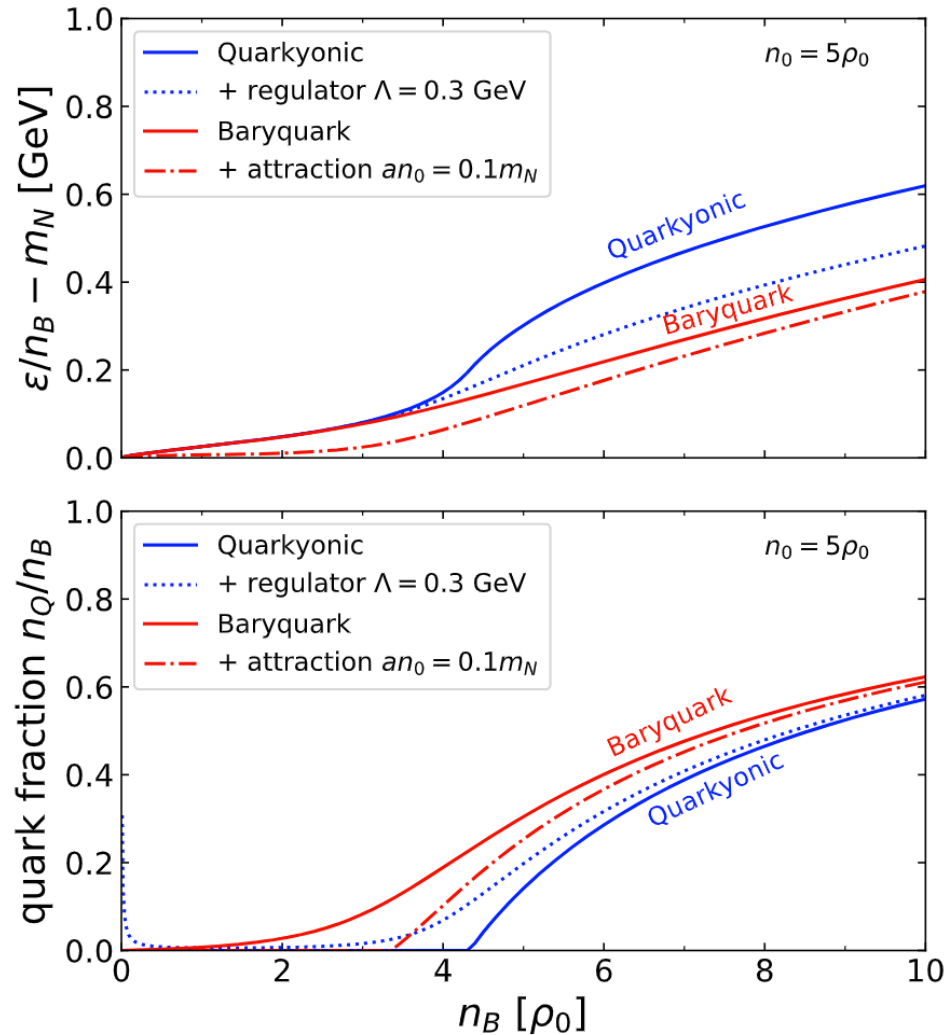 1.0
0.8
0.6
0.4
0.2
0.0
ε/n_B − m_N [GeV]
Quarkyonic
+ regulator Λ = 0.3 GeV
Baryquark
+ attraction an₀ = 0.1m_N
n₀ = 5ρ₀
Quarkyonic
Baryquark
1.0
0.8
0.6
0.4
0.2
0.0
quark fraction n_Q/n_B
Quarkyonic
+ regulator Λ = 0.3 GeV
Baryquark
+ attraction an₀ = 0.1m_N
n₀ = 5ρ₀
Baryquark
Quarkyonic
0 2 4 6 8 10
n_B [ρ₀]